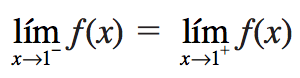 lím f(x) = lím f(x)
x→1⁻ x→1⁺